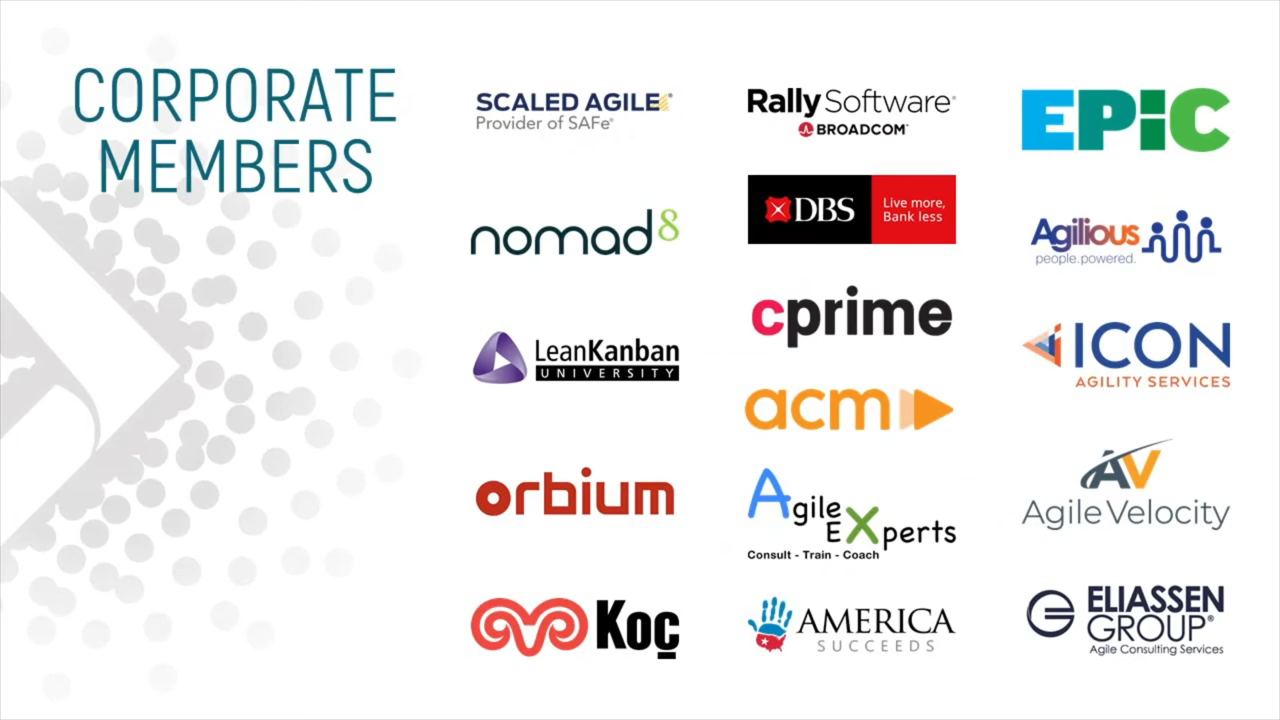 CORPORATE
MEMBERS
SCALED AGILE®
Provider of SAFe®
nomad8
LeanKanban
UNIVERSITY
orbium
Koç
Rally Software®
BROADCOM®
DBS
Live more,
Bank less
cprime
acm
Agile
EXperts
Consult - Train - Coach
AMERICA
SUCCEEDS
EPiC
Agilious
people.powered.
ICON
AGILITY SERVICES
AV
Agile Velocity
ELIASSEN
GROUP®
Agile Consulting Services